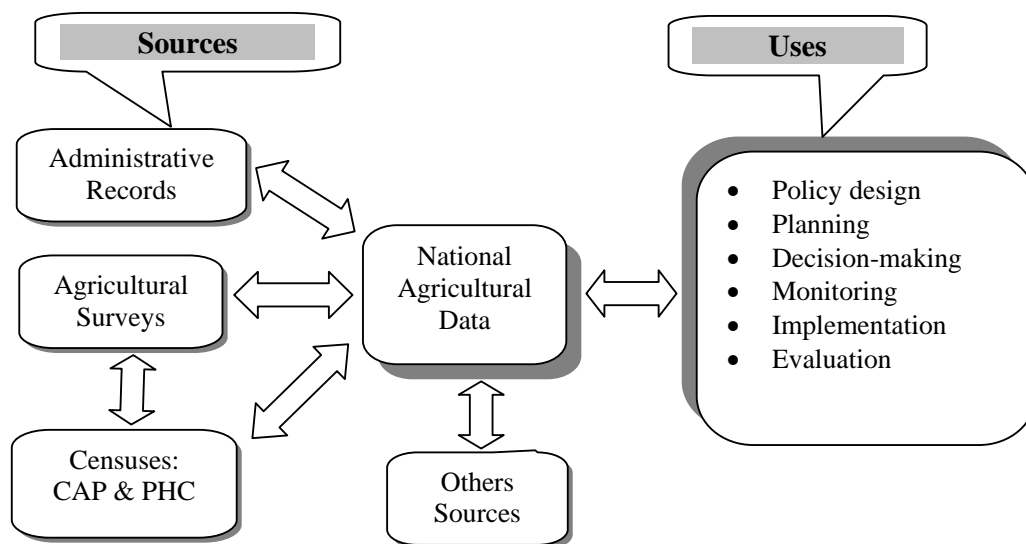 Sources
Uses
Administrative
Records
Agricultural
Surveys
Censuses:
CAP & PHC
National
Agricultural
Data
Others
Sources
• Policy design
• Planning
• Decision-making
• Monitoring
• Implementation
• Evaluation